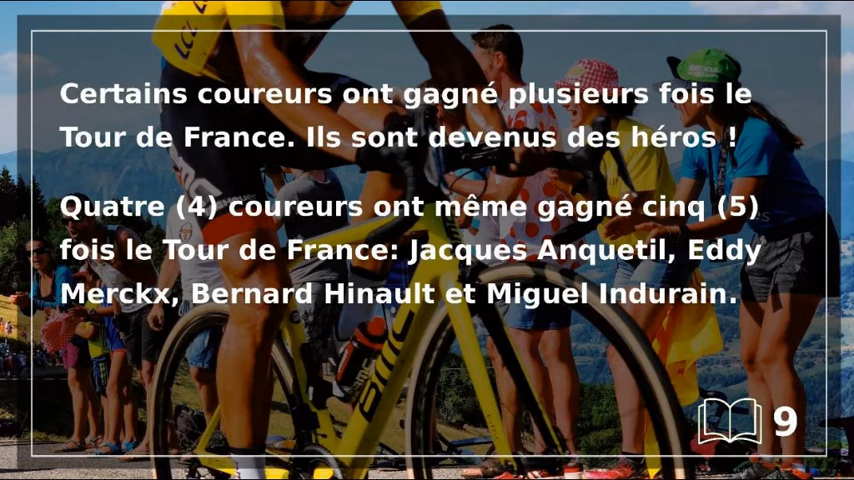 LCL
Certains coureurs ont gagné plusieurs fois le
Tour de France. Ils sont devenus des héros !
Quatre (4) coureurs ont même gagné cinq (5)
fois le Tour de France: Jacques Anquetil, Eddy
Merckx, Bernard Hinault et Miguel Indurain.
BMC
9